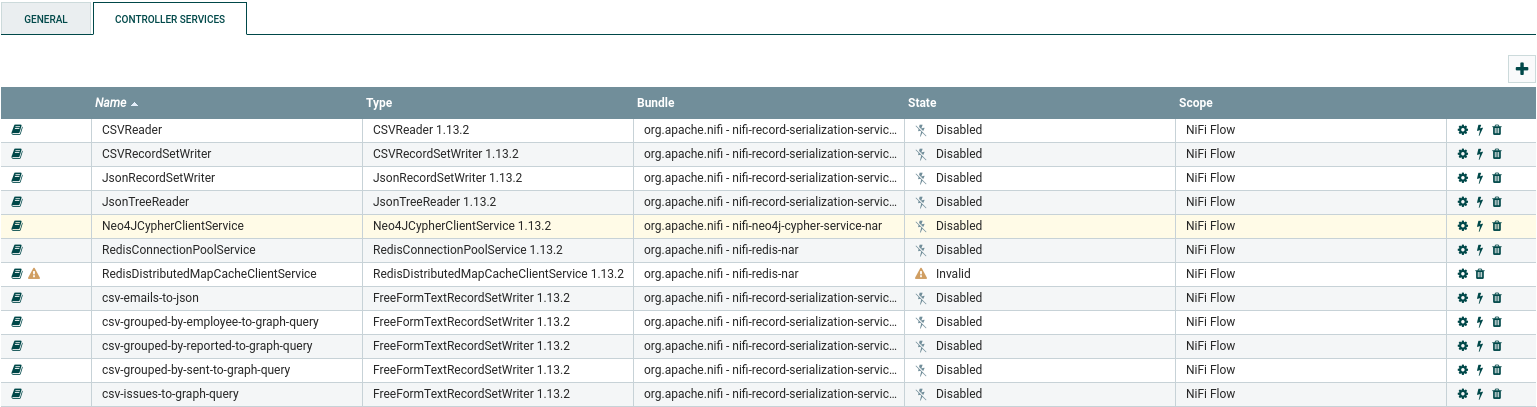 GENERAL CONTROLLER SERVICES
Name Type Bundle State Scope
CSVReader CSVReader 1.13.2 org.apache.nifi - nifi-record-serialization-servic... Disabled NiFi Flow
CSVRecordSetWriter CSVRecordSetWriter 1.13.2 org.apache.nifi - nifi-record-serialization-servic... Disabled NiFi Flow
JsonRecordSetWriter JsonRecordSetWriter 1.13.2 org.apache.nifi - nifi-record-serialization-servic... Disabled NiFi Flow
JsonTreeReader JsonTreeReader 1.13.2 org.apache.nifi - nifi-record-serialization-servic... Disabled NiFi Flow
Neo4JCypherClientService Neo4JCypherClientService 1.13.2 org.apache.nifi - nifi-neo4j-cypher-service-nar Disabled NiFi Flow
RedisConnectionPoolService RedisConnectionPoolService 1.13.2 org.apache.nifi - nifi-redis-nar Disabled NiFi Flow
RedisDistributedMapCacheClientService RedisDistributedMapCacheClientService 1.13.2 org.apache.nifi - nifi-redis-nar Invalid NiFi Flow
csv-emails-to-json FreeFormTextRecordSetWriter 1.13.2 org.apache.nifi - nifi-record-serialization-servic... Disabled NiFi Flow
csv-grouped-by-employee-to-graph-query FreeFormTextRecordSetWriter 1.13.2 org.apache.nifi - nifi-record-serialization-servic... Disabled NiFi Flow
csv-grouped-by-reported-to-graph-query FreeFormTextRecordSetWriter 1.13.2 org.apache.nifi - nifi-record-serialization-servic... Disabled NiFi Flow
csv-grouped-by-sent-to-graph-query FreeFormTextRecordSetWriter 1.13.2 org.apache.nifi - nifi-record-serialization-servic... Disabled NiFi Flow
csv-issues-to-graph-query FreeFormTextRecordSetWriter 1.13.2 org.apache.nifi - nifi-record-serialization-servic... Disabled NiFi Flow